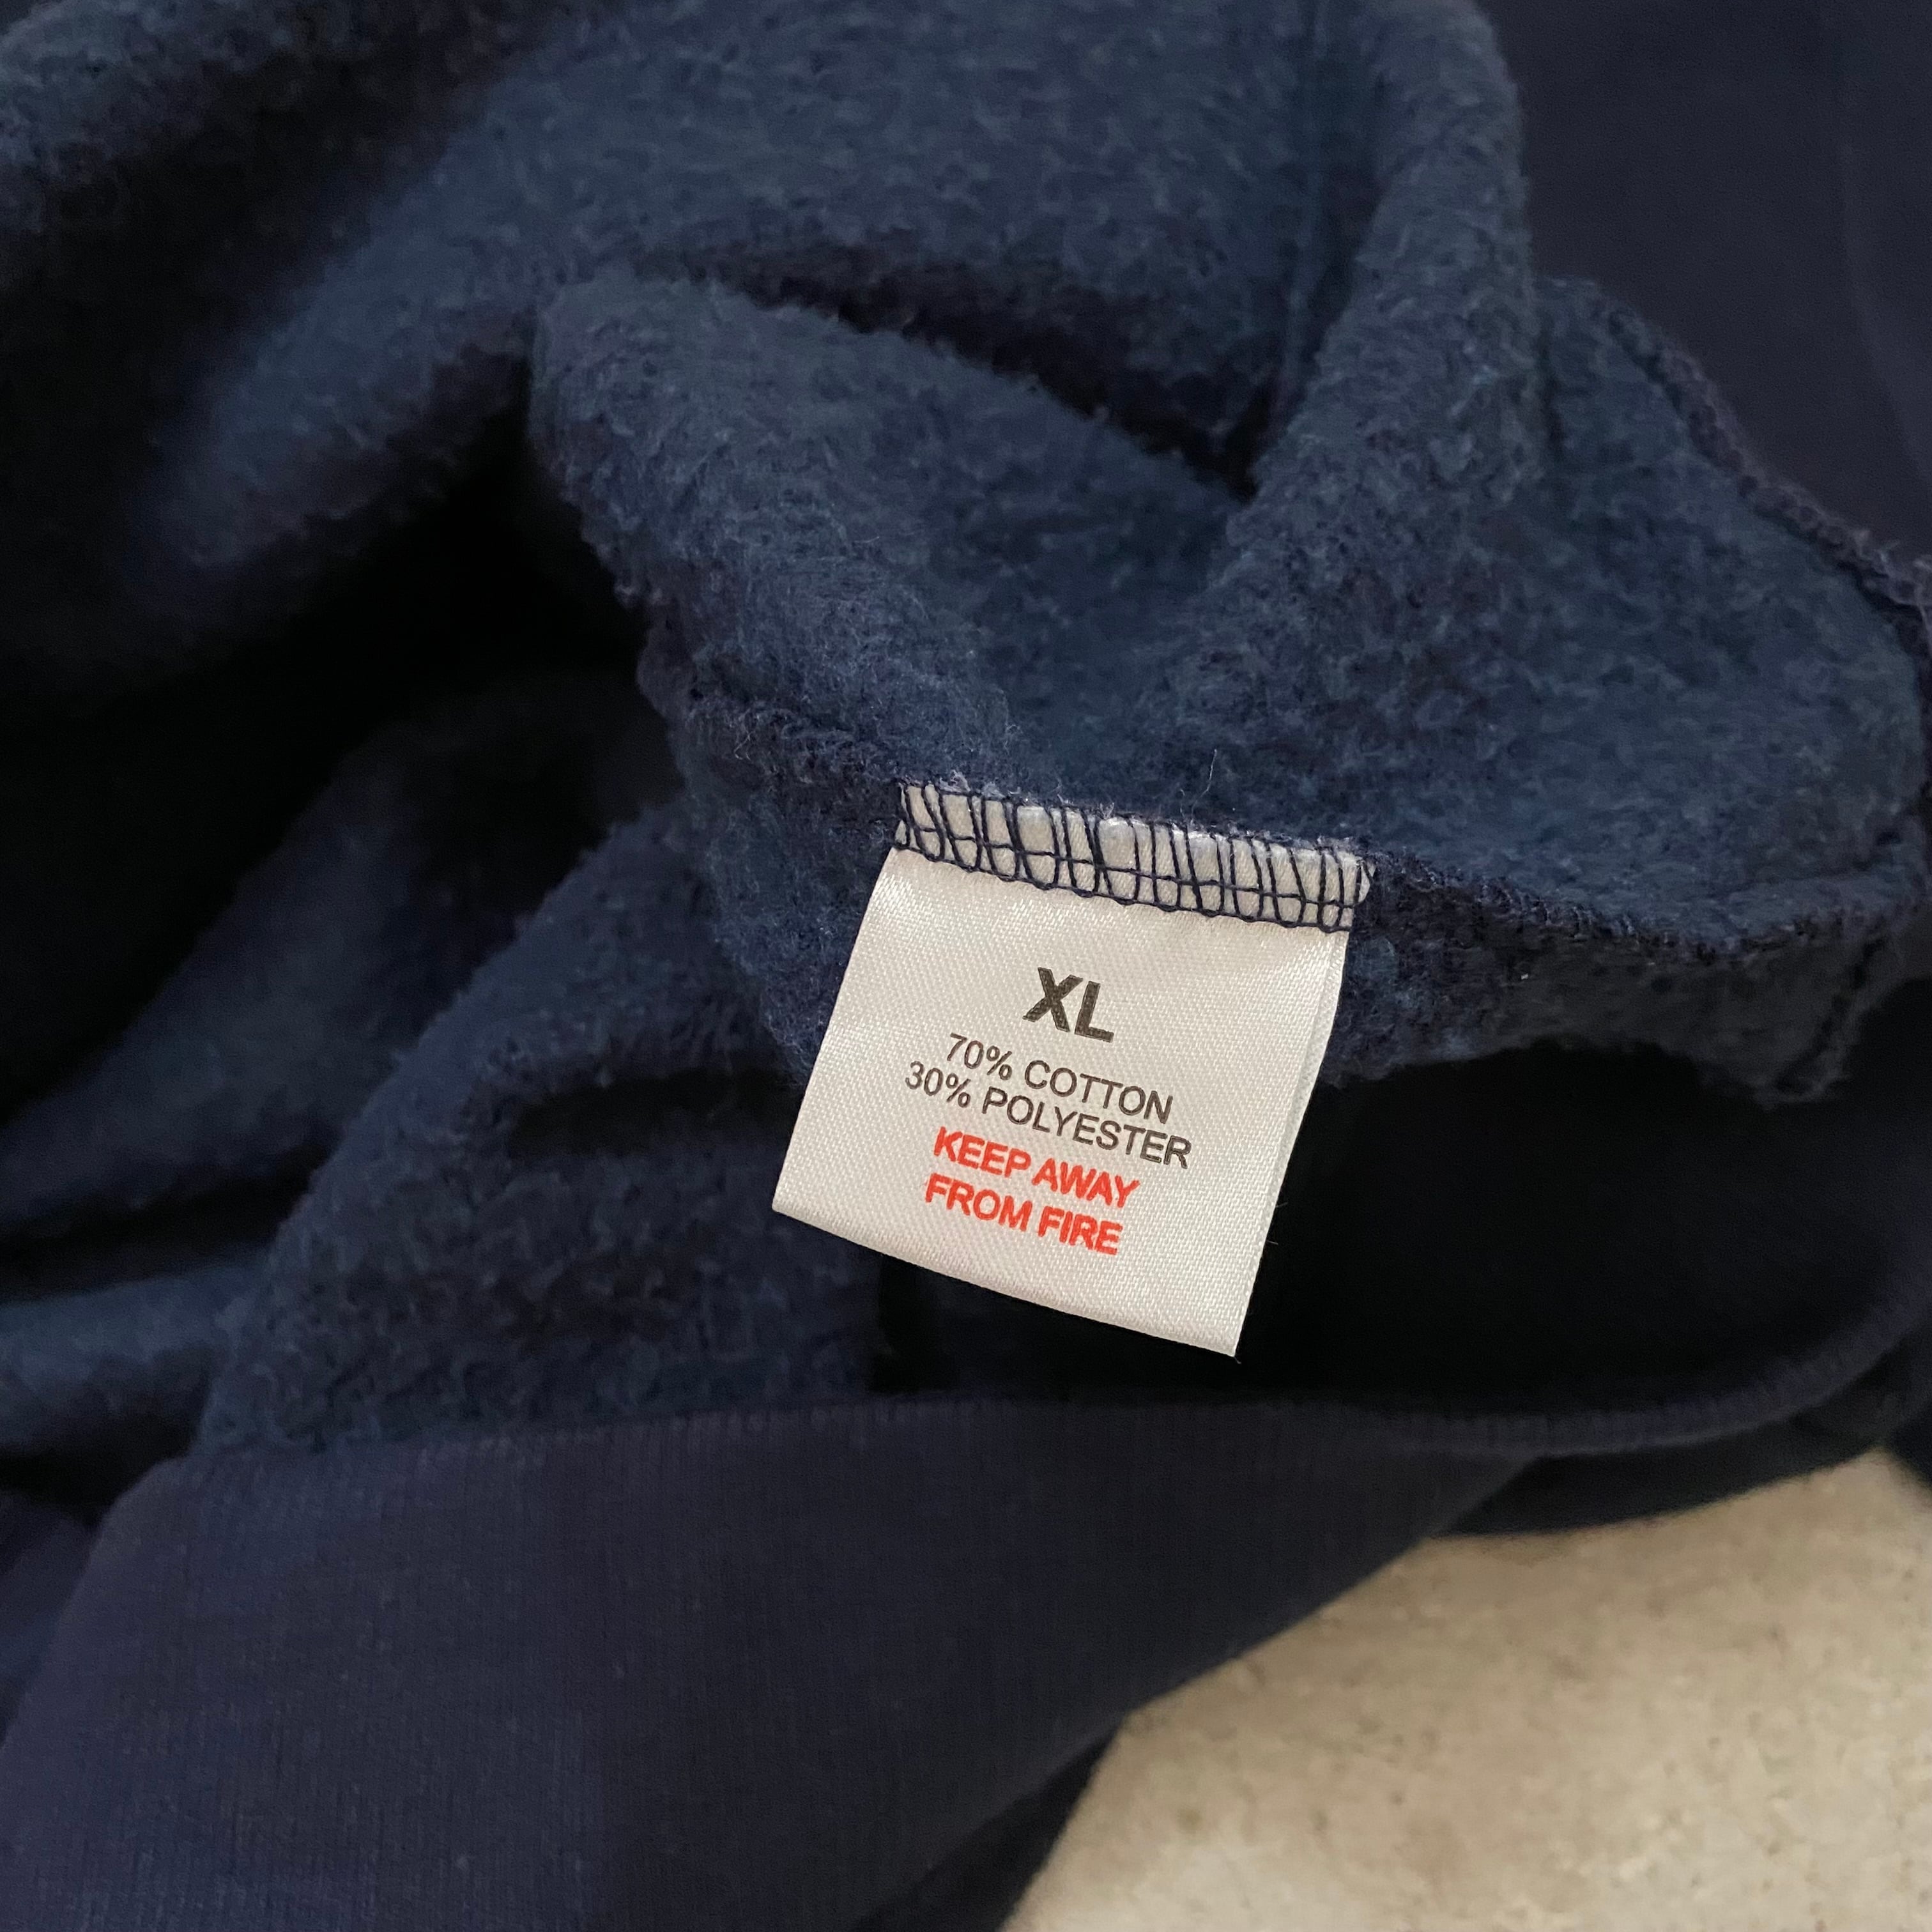 XL
70% COTTON
30% POLYESTER
KEEP AWAY
FROM FIRE